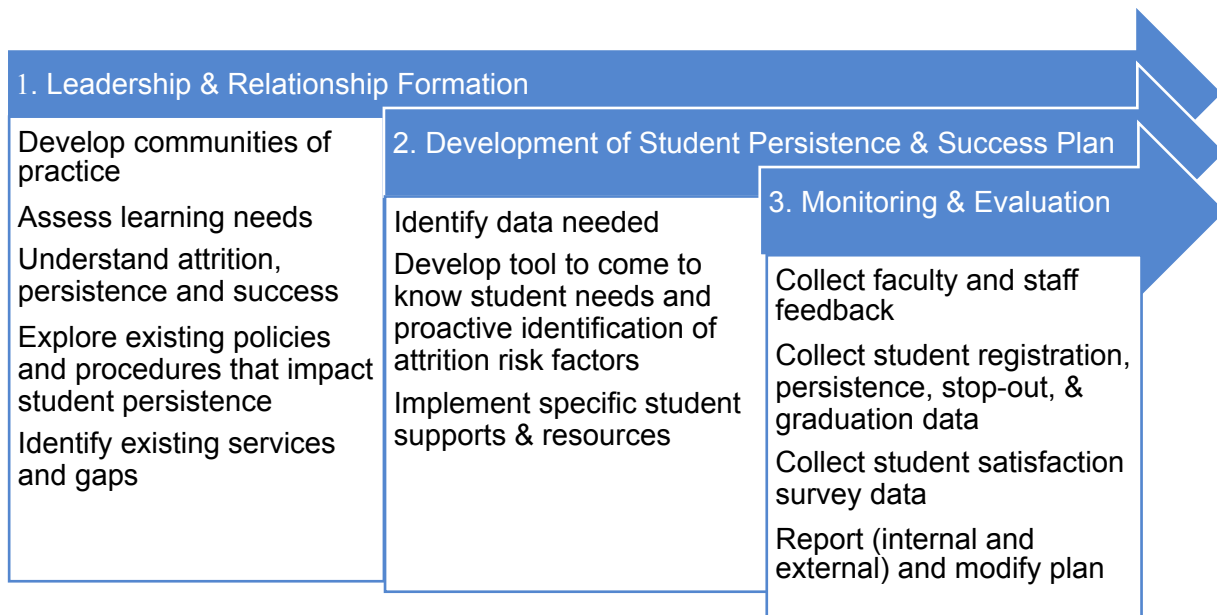 1. Leadership & Relationship Formation
Develop communities of
practice
Assess learning needs
Understand attrition,
persistence and success
Explore existing policies
and procedures that impact
student persistence
Identify existing services
and gaps
2. Development of Student Persistence & Success Plan
Identify data needed
Develop tool to come to
know student needs and
proactive identification of
attrition risk factors
Implement specific student
supports & resources
3. Monitoring & Evaluation
Collect faculty and staff
feedback
Collect student registration,
persistence, stop-out, &
graduation data
Collect student satisfaction
survey data
Report (internal and
external) and modify plan